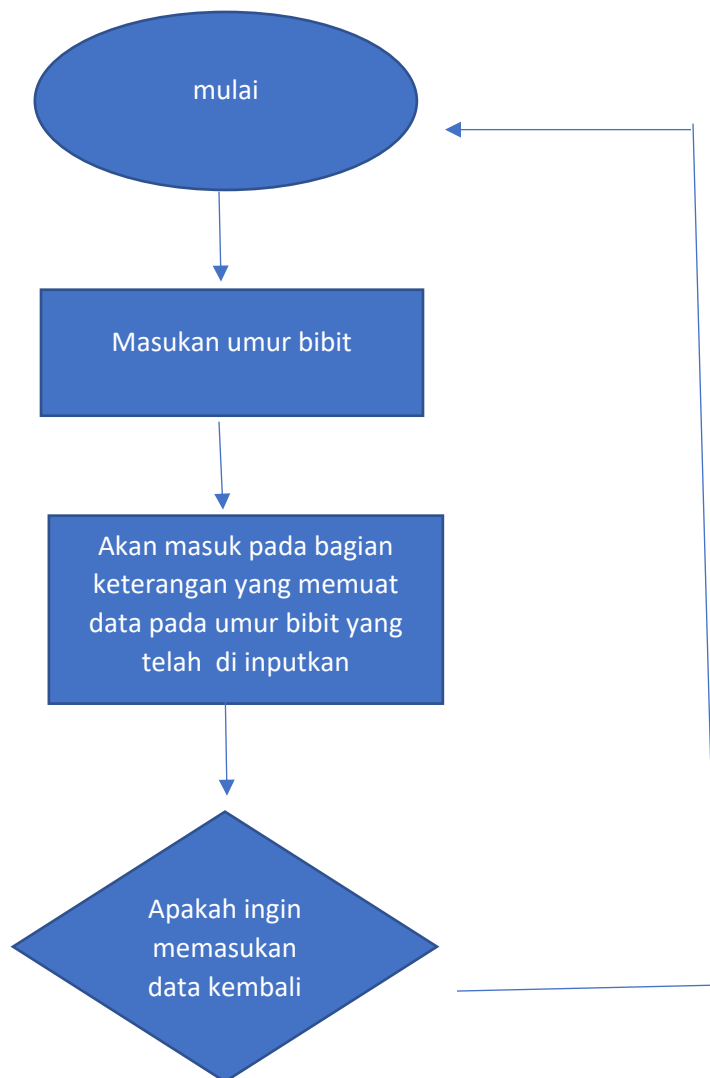 mulai
Masukan umur bibit
Akan masuk pada bagian
keterangan yang memuat
data pada umur bibit yang
telah di inputkan
Apakah ingin
memasukan
data kembali